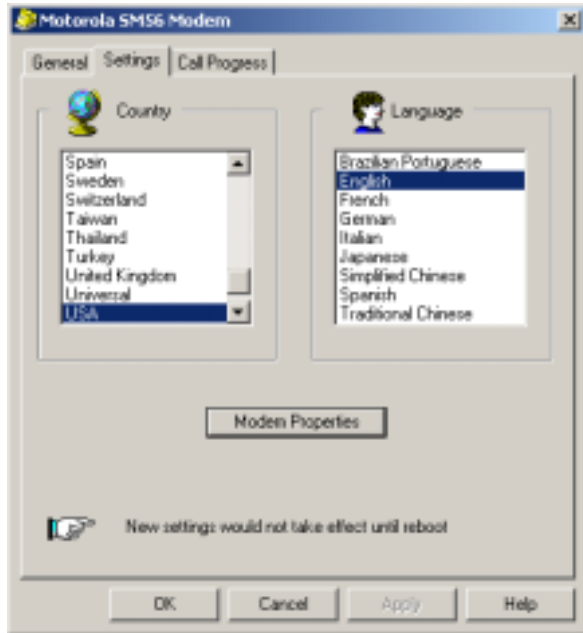 Motorola SM56 Modem
General Settings Call Progress
Country
Spain
Sweden
Switzerland
Taiwan
Thailand
Turkey
United Kingdom
Universal
USA
Language
Brazilian Portuguese
English
French
German
Italian
Japanese
Simplified Chinese
Spanish
Traditional Chinese
Modem Properties
New settings would not take effect until reboot
OK Cancel Apply Help